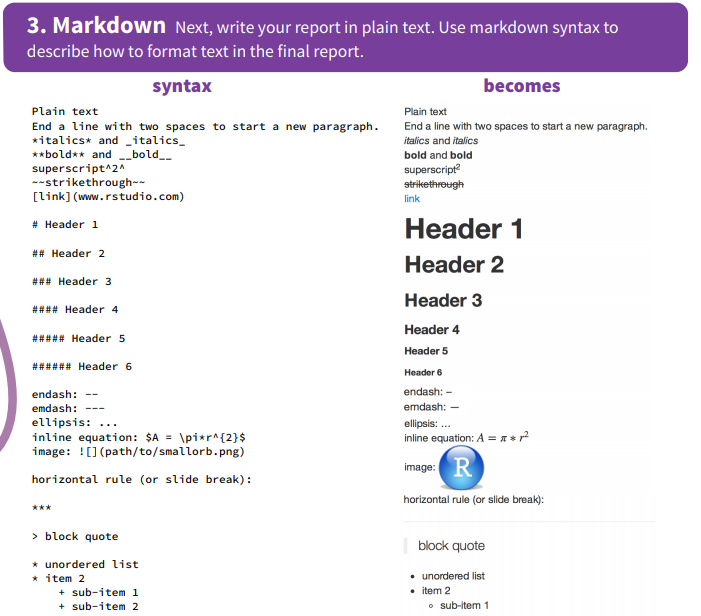 3. Markdown Next, write your report in plain text. Use markdown syntax to
describe how to format text in the final report.
syntax
Plain text
End a line with two spaces to start a new paragraph.
*italics* and _italics_
**bold** and __bold__
superscript^2^
~~strikethrough~~
[link](www.rstudio.com)
# Header 1
## Header 2
### Header 3
#### Header 4
##### Header 5
###### Header 6
endash: --
emdash: ---
ellipsis: ...
inline equation: $A = \pi*r^{2}$
image: ![](path/to/smallorb.png)
horizontal rule (or slide break):
***
> block quote
* unordered list
* item 2
    + sub-item 1
    + sub-item 2
becomes
Plain text
End a line with two spaces to start a new paragraph.
italics and italics
bold and bold
superscript²
strikethrough
link
Header 1
Header 2
Header 3
Header 4
Header 5
Header 6
endash: –
emdash: —
ellipsis: …
inline equation: A = π * r²
image: R
horizontal rule (or slide break):
block quote
• unordered list
• item 2
    ◦ sub-item 1